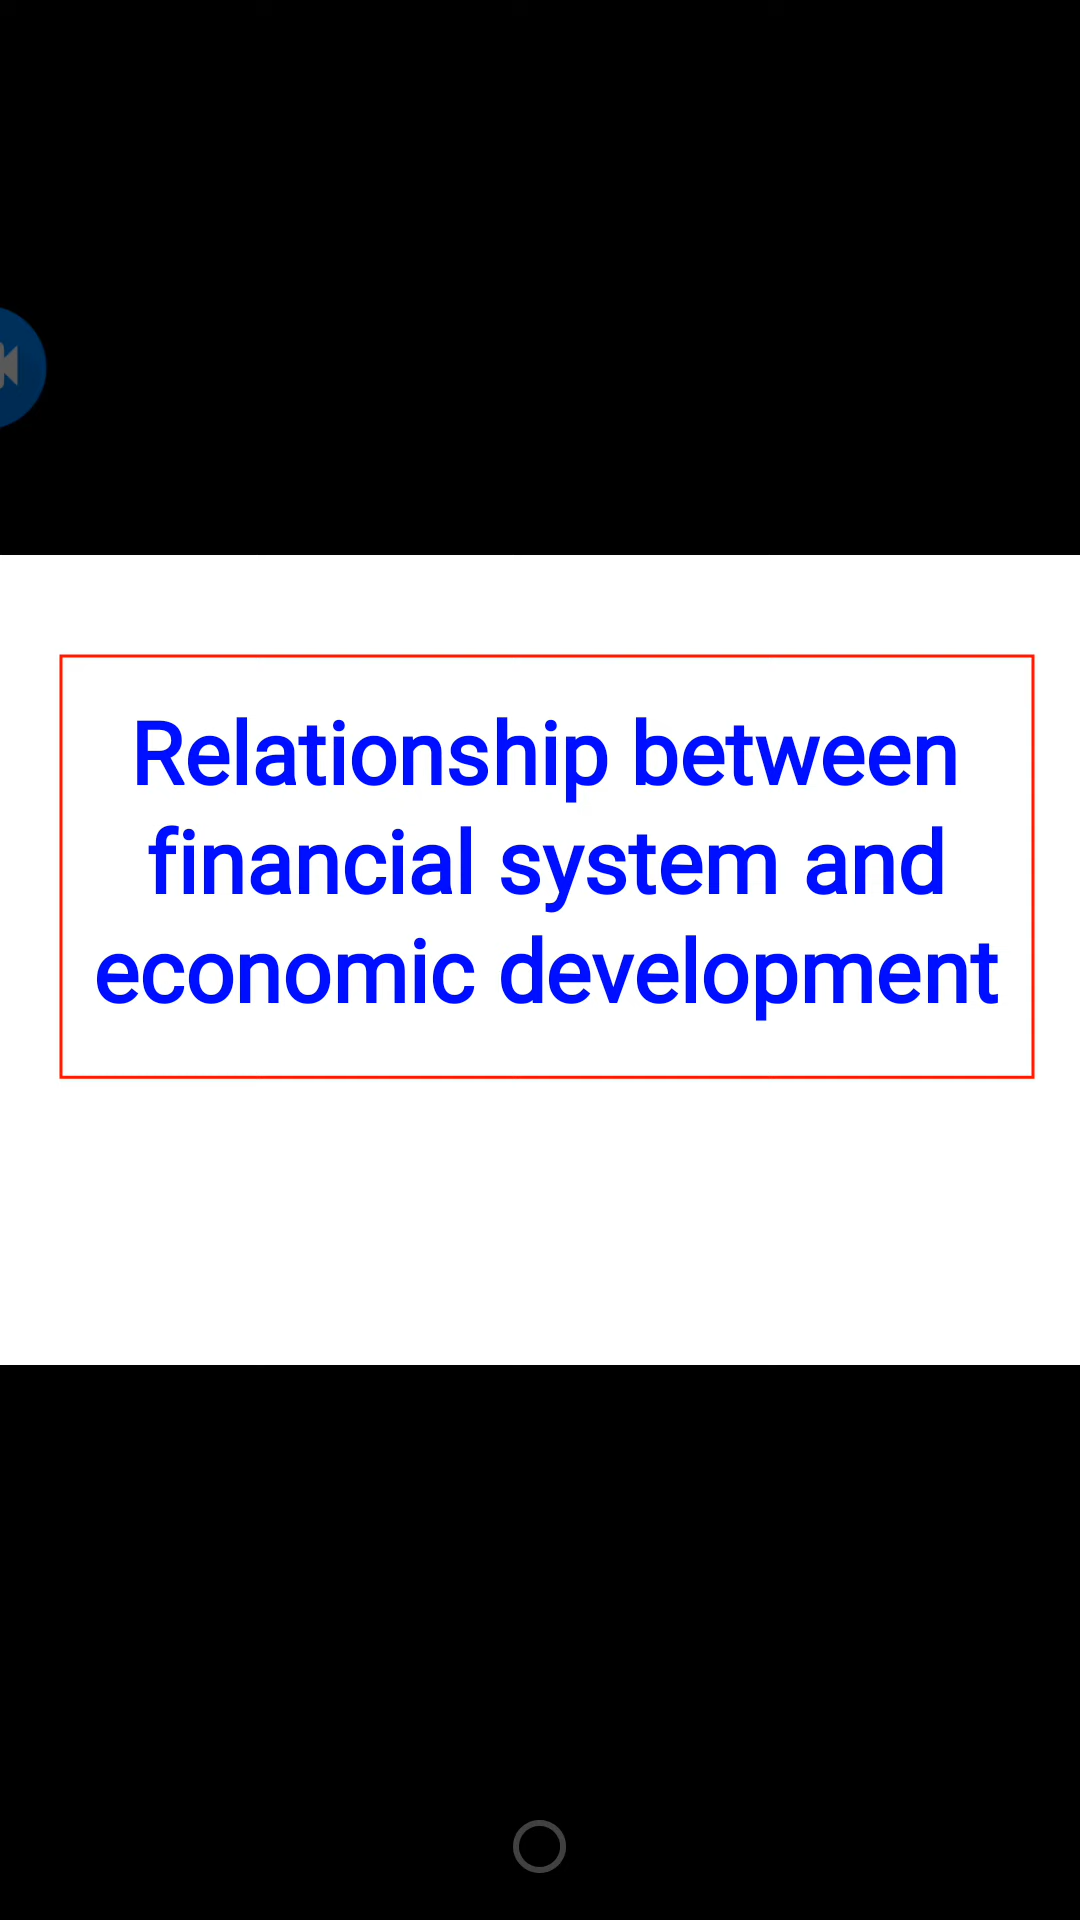 Relationship between
financial system and
economic development